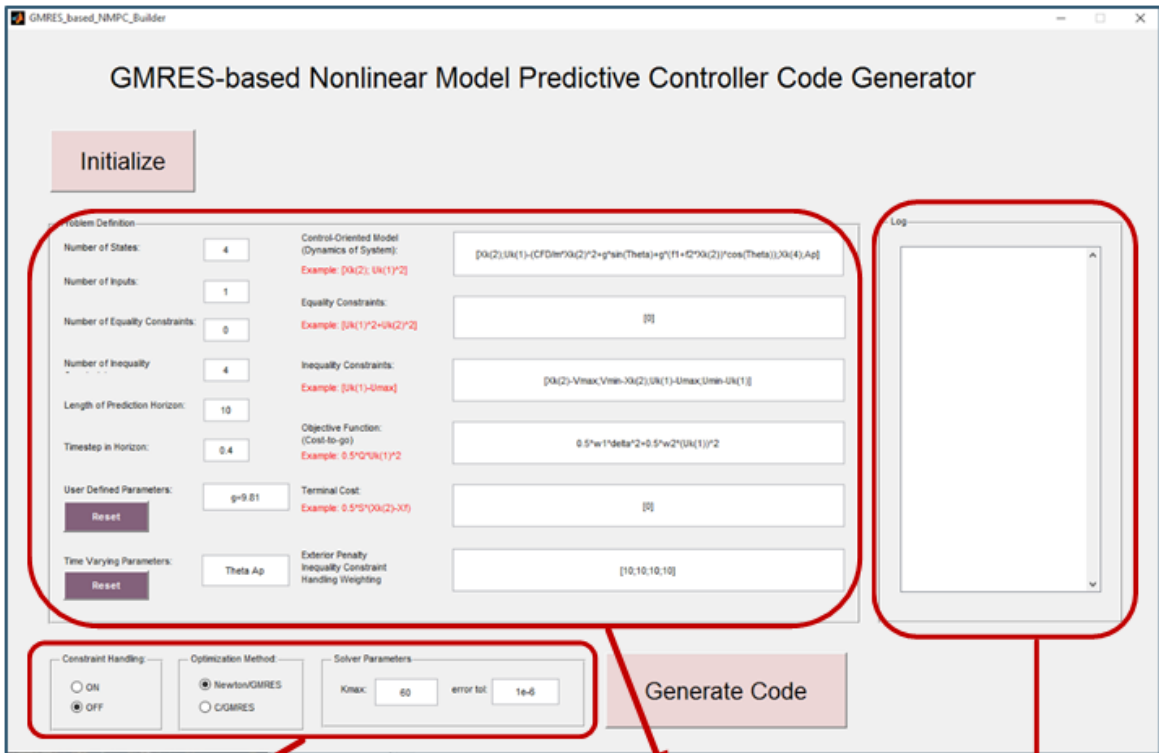 GMRES_based_NMPC_Builder
GMRES-based Nonlinear Model Predictive Controller Code Generator
Initialize
Problem Definition
Number of States:
4
Number of Inputs:
1
Number of Equality Constraints:
0
Number of Inequality
4
Length of Prediction Horizon:
10
Timestep in Horizon:
0.4
User Defined Parameters:
g=9.81
Reset
Time Varying Parameters:
Theta Ap
Reset
Control-Oriented Model
(Dynamics of System):
Example: [Xk(2); Uk(1)^2]
[Xk(2);Uk(1)-(CFD/m*Xk(2)^2+g*sin(Theta)+g*(f1+f2*Xk(2))*cos(Theta));Xk(4);Ap]
Equality Constraints:
Example: [Uk(1)^2+Uk(2)^2]
[0]
Inequality Constraints:
Example: [Uk(1)-Umax]
[Xk(2)-Vmax;Vmin-Xk(2);Uk(1)-Umax;Umin-Uk(1)]
Objective Function:
(Cost-to-go)
Example: 0.5*Q*Uk(1)^2
0.5*w1*delta^2+0.5*w2*(Uk(1))^2
Terminal Cost:
Example: 0.5*S*(Xk(2)-Xf)
[0]
Exterior Penalty
Inequality Constraint
Handling Weighting
[10;10;10;10]
Log
Constraint Handling:
ON
OFF
Optimization Method:
Newton/GMRES
C/GMRES
Solver Parameters
Kmax:
60
error tol:
1e-6
Generate Code